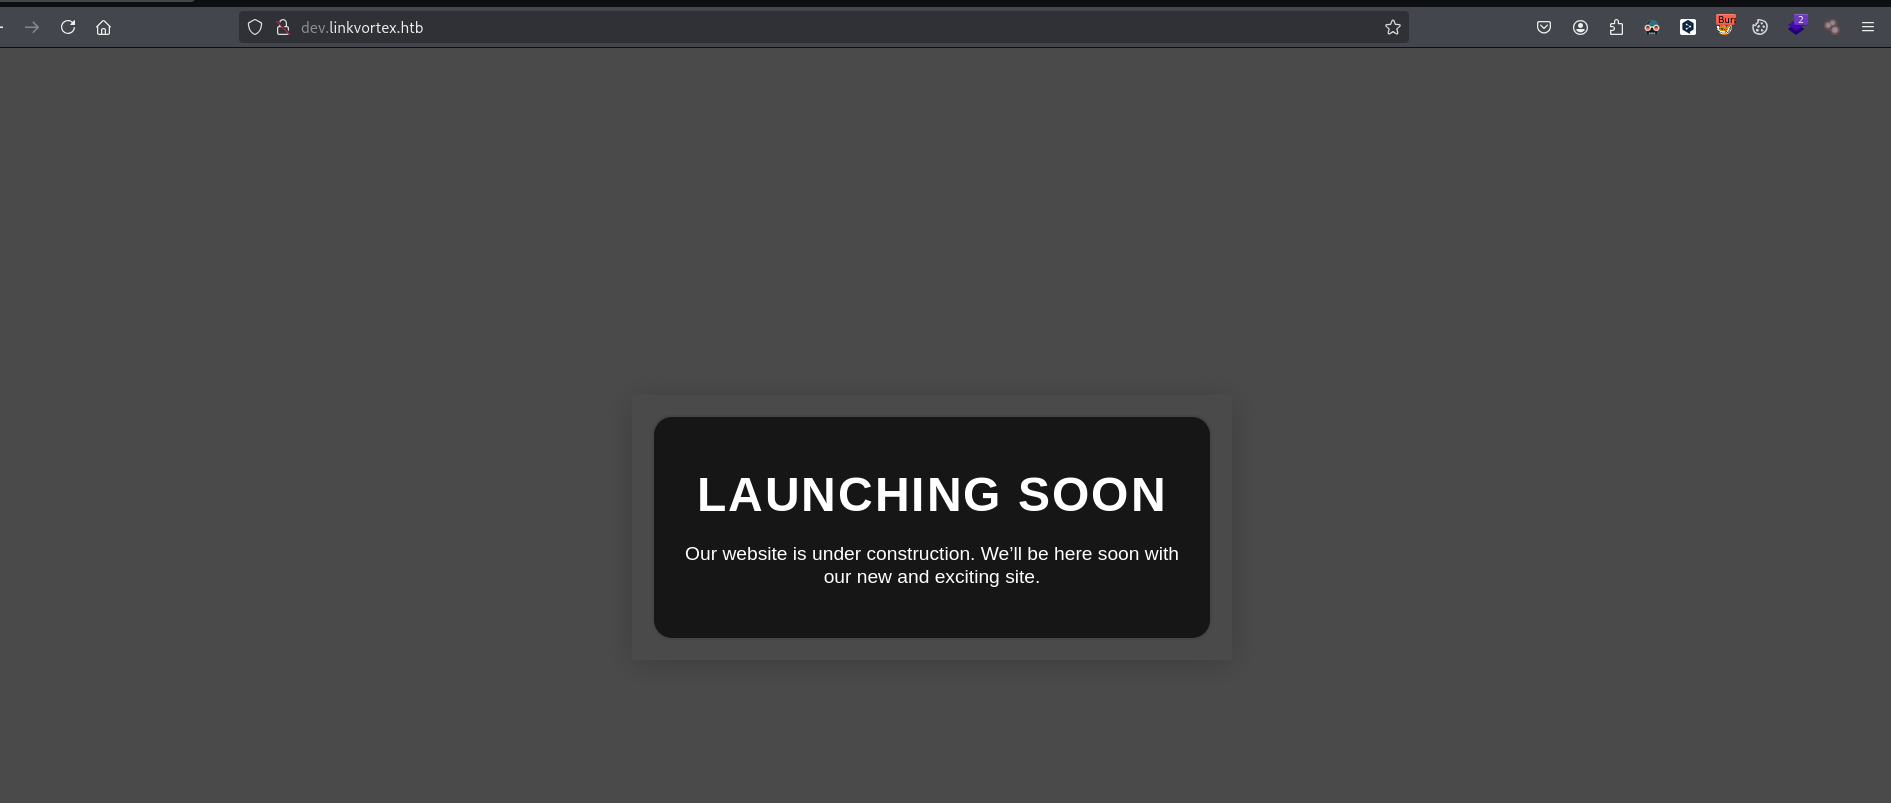 dev.linkvortex.htb
2
LAUNCHING SOON
Our website is under construction. We’ll be here soon with
our new and exciting site.